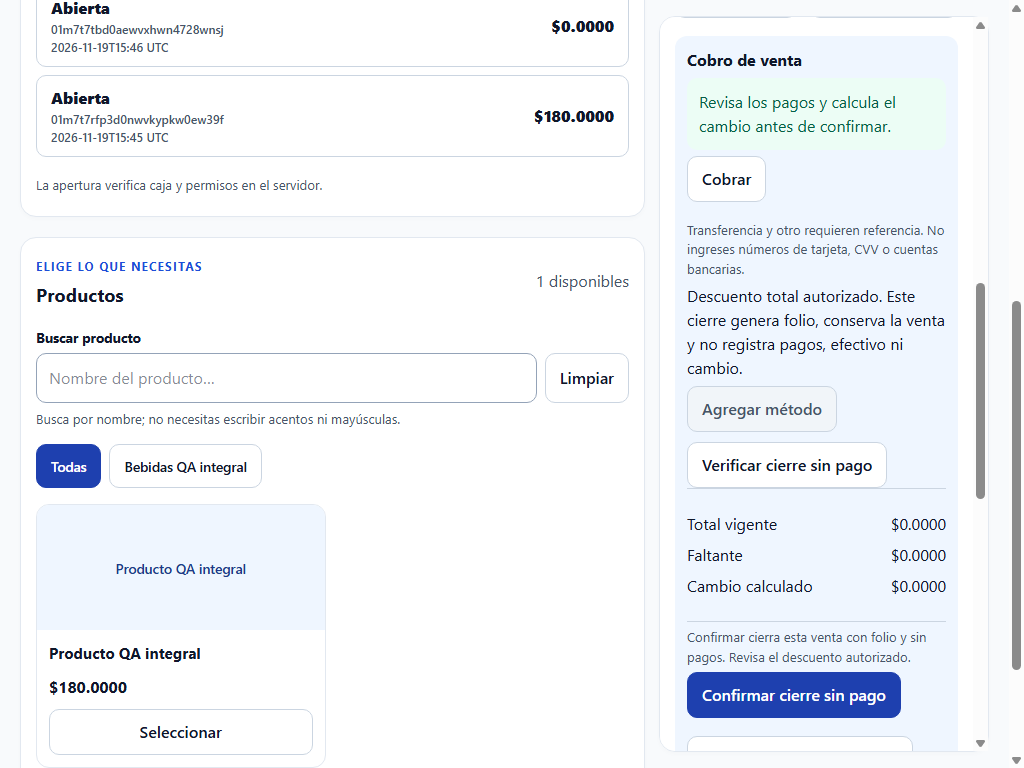 Abierta
01m7t7tbd0aewvxhwn4728wnsj
$0.0000
2026-11-19T15:46 UTC
Abierta
01m7t7rfp3d0nwvkypkw0ew39f
$180.0000
2026-11-19T15:45 UTC
La apertura verifica caja y permisos en el servidor.
ELIGE LO QUE NECESITAS
Productos
1 disponibles
Buscar producto
Nombre del producto...
Limpiar
Busca por nombre; no necesitas escribir acentos ni mayúsculas.
Todas
Bebidas QA integral
Producto QA integral
Producto QA integral
$180.0000
Seleccionar
Cobro de venta
Revisa los pagos y calcula el
cambio antes de confirmar.
Cobrar
Transferencia y otro requieren referencia. No
ingreses números de tarjeta, CVV o cuentas
bancarias.
Descuento total autorizado. Este
cierre genera folio, conserva la venta
y no registra pagos, efectivo ni
cambio.
Agregar método
Verificar cierre sin pago
Total vigente $0.0000
Faltante $0.0000
Cambio calculado $0.0000
Confirmar cierra esta venta con folio y sin
pagos. Revisa el descuento autorizado.
Confirmar cierre sin pago